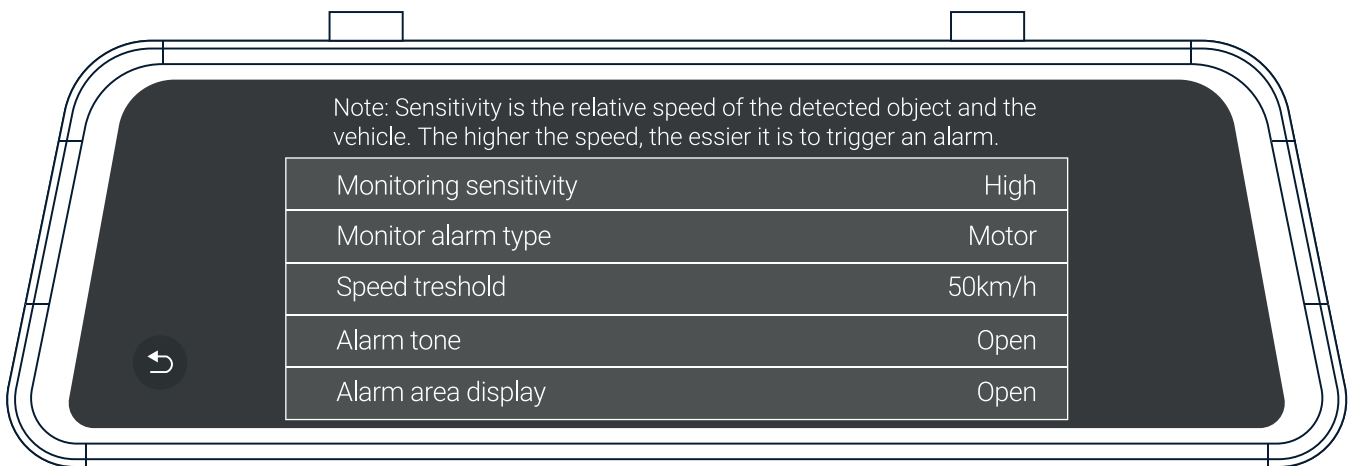 Note: Sensitivity is the relative speed of the detected object and the
vehicle. The higher the speed, the essier it is to trigger an alarm.
Monitoring sensitivity High
Monitor alarm type Motor
Speed treshold 50km/h
Alarm tone Open
Alarm area display Open